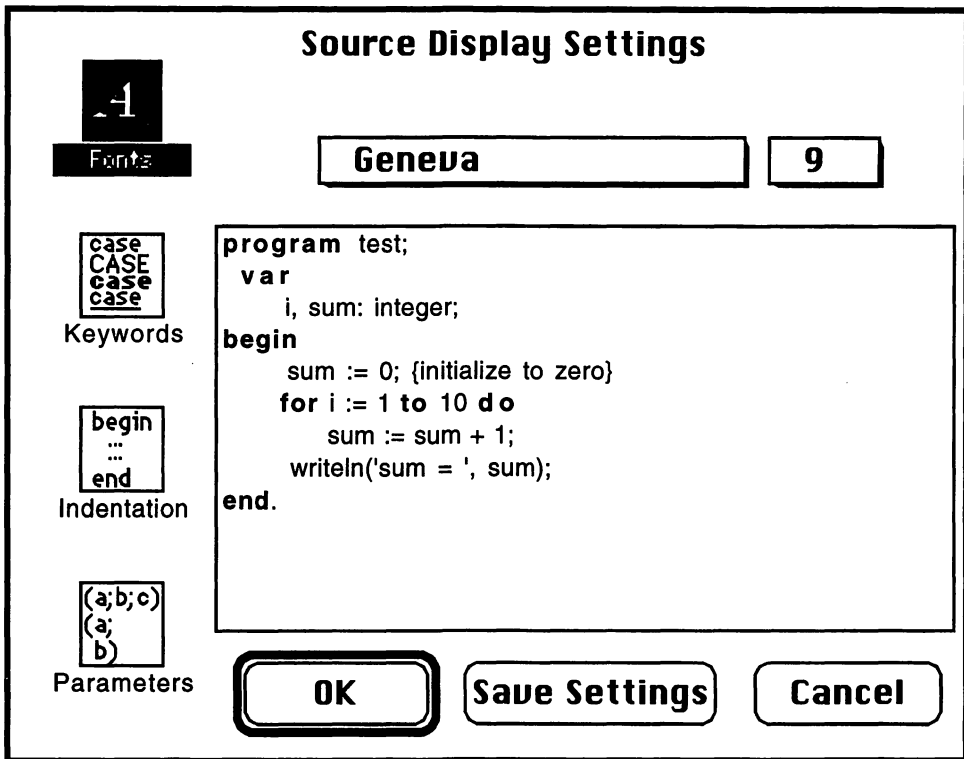 Source Display Settings
A
Fonts
Geneva
9
case
CASE
case
case
Keywords
begin
...
...
end
Indentation
(a;b;c)
(a;
b)
Parameters
program test;
var
i, sum: integer;
begin
sum := 0; {initialize to zero}
for i := 1 to 10 do
sum := sum + 1;
writeln('sum = ', sum);
end.
OK
Save Settings
Cancel